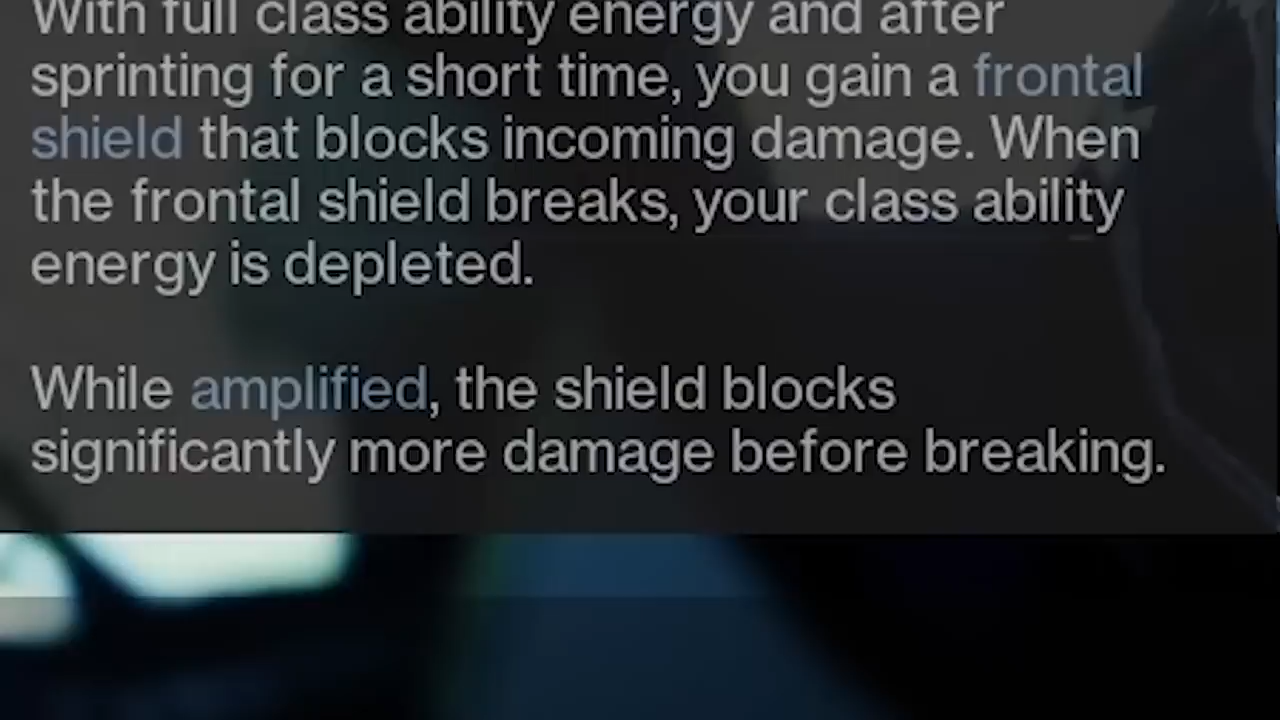 With full class ability energy and after
sprinting for a short time, you gain a frontal
shield that blocks incoming damage. When
the frontal shield breaks, your class ability
energy is depleted.
While amplified, the shield blocks
significantly more damage before breaking.